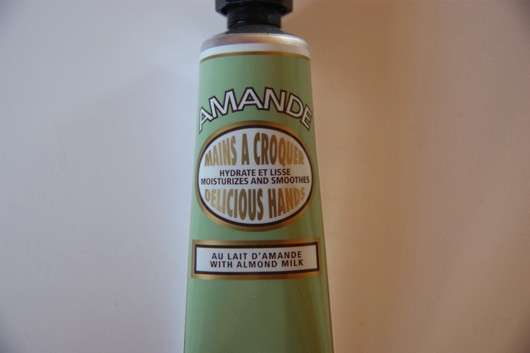 AMANDE
MAINS A CROQUER
HYDRATE ET LISSE
MOISTURIZES AND SMOOTHES
DELICIOUS HANDS
AU LAIT D'AMANDE
WITH ALMOND MILK